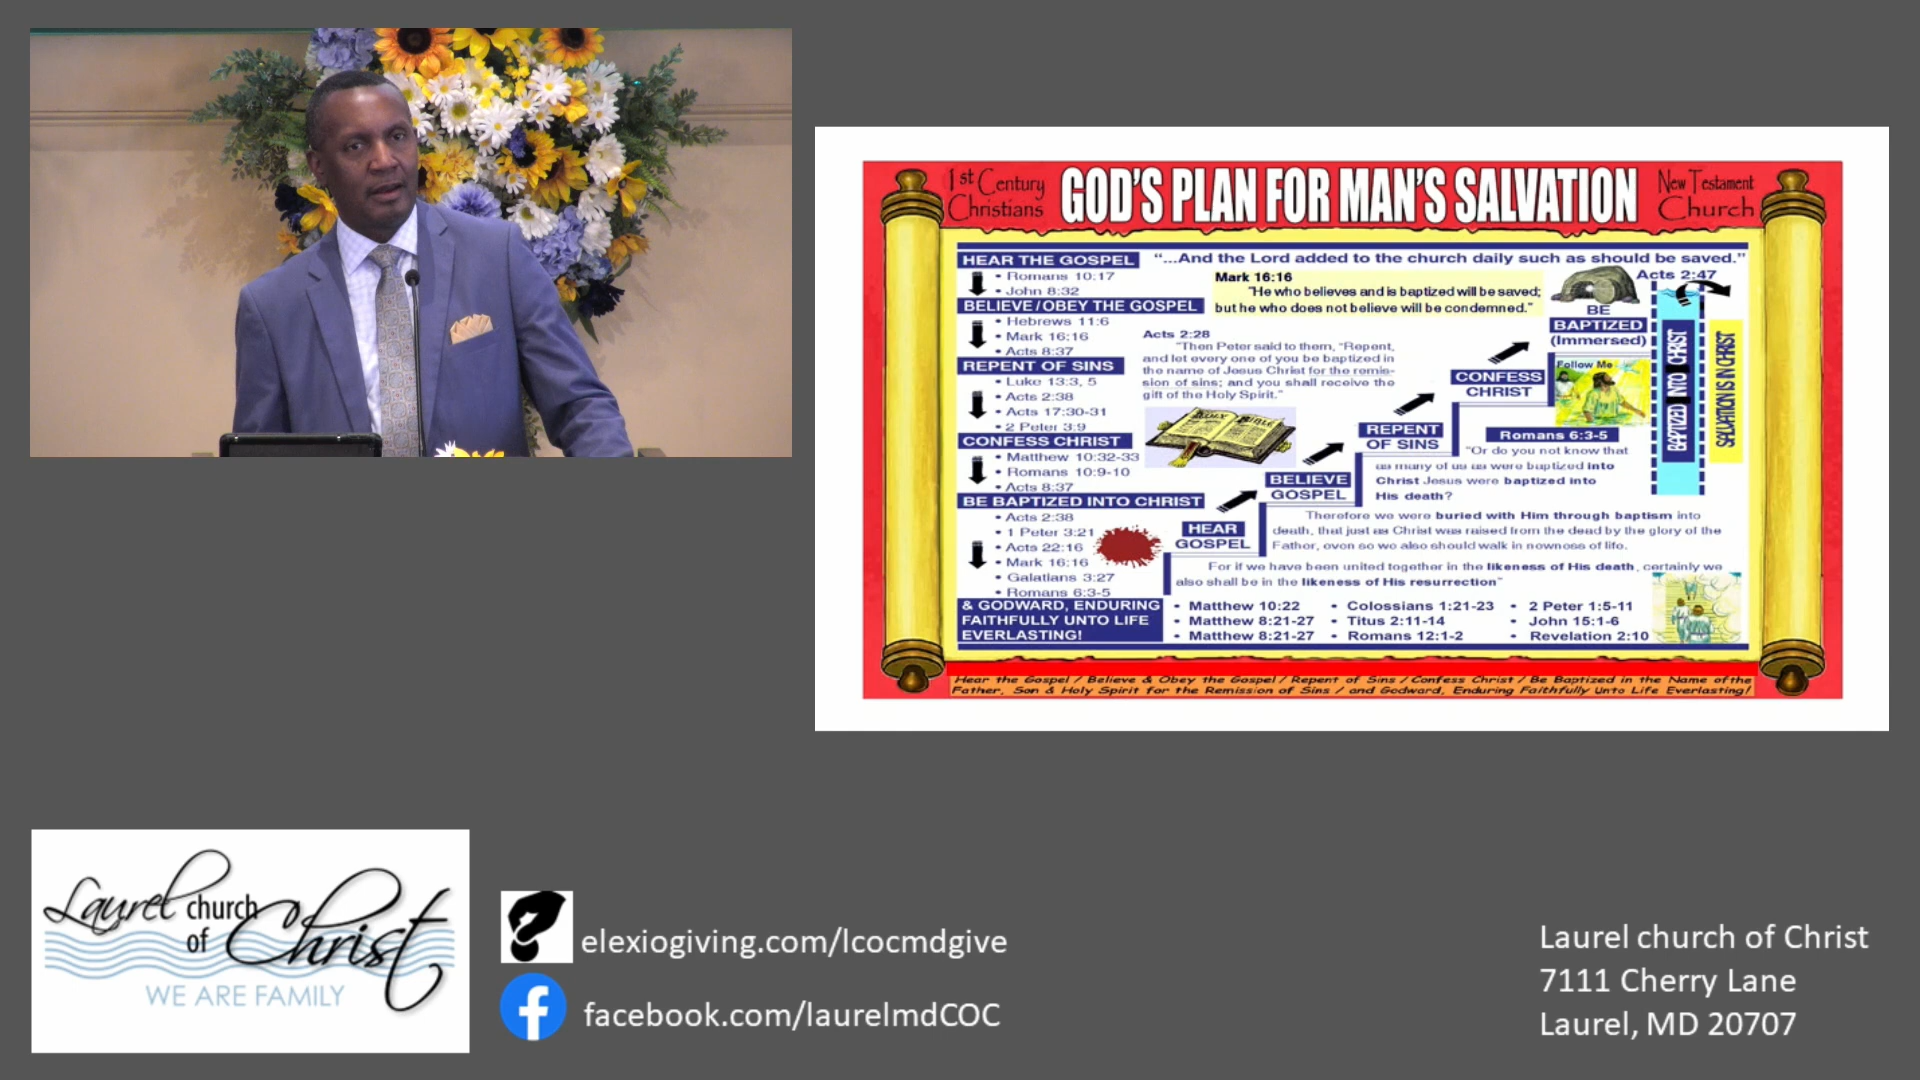 1st Century
Christians
GOD'S PLAN FOR MAN'S SALVATION
New Testament
Church
HEAR THE GOSPEL
• Romans 10:17
• John 8:32
BELIEVE/OBEY THE GOSPEL
• Hebrews 11:6
• Mark 16:16
• Acts 8:37
REPENT OF SINS
• Luke 13:3, 5
• Acts 2:38
• Acts 17:30-31
• 2 Peter 3:9
CONFESS CHRIST
• Matthew 10:32-33
• Romans 10:9-10
• Acts 8:37
BE BAPTIZED INTO CHRIST
• Acts 2:38
• 1 Peter 3:21
• Acts 22:16
• Mark 16:16
• Galatians 3:27
• Romans 6:3-5
& GODWARD, ENDURING
FAITHFULLY UNTO LIFE
EVERLASTING!
"...And the Lord added to the church daily such as should be saved."
Acts 2:47
Mark 16:16
"He who believes and is baptized will be saved;
but he who does not believe will be condemned."
Acts 2:28
"Then Peter said to them, "Repent,
and let every one of you be baptized in
the name of Jesus Christ for the remis-
sion of sins; and you shall receive the
gift of the Holy Spirit."
HOLY BIBLE
HEAR
GOSPEL
BELIEVE
GOSPEL
REPENT
OF SINS
CONFESS
CHRIST
BE
BAPTIZED
(Immersed)
Follow Me
BAPTIZED INTO CHRIST
SALVATION IS IN CHRIST
Romans 6:3-5
"Or do you not know that
as many of us as were baptized into
Christ Jesus were baptized into
His death?
Therefore we were buried with Him through baptism into
death, that just as Christ was raised from the dead by the glory of the
Father, even so we also should walk in newness of life.
For if we have been united together in the likeness of His death, certainly we
also shall be in the likeness of His resurrection"
• Matthew 10:22 • Colossians 1:21-23 • 2 Peter 1:5-11
• Matthew 8:21-27 • Titus 2:11-14 • John 15:1-6
• Matthew 8:21-27 • Romans 12:1-2 • Revelation 2:10
Hear the Gospel / Believe & Obey the Gospel / Repent of Sins / Confess Christ / Be Baptized in the Name of the
Father, Son & Holy Spirit for the Remission of Sins / and Godward, Enduring Faithfully Unto Life Everlasting!
Laurel church
of Christ
WE ARE FAMILY
elexiogiving.com/lcocmdgive
facebook.com/laurelmdCOC
Laurel church of Christ
7111 Cherry Lane
Laurel, MD 20707